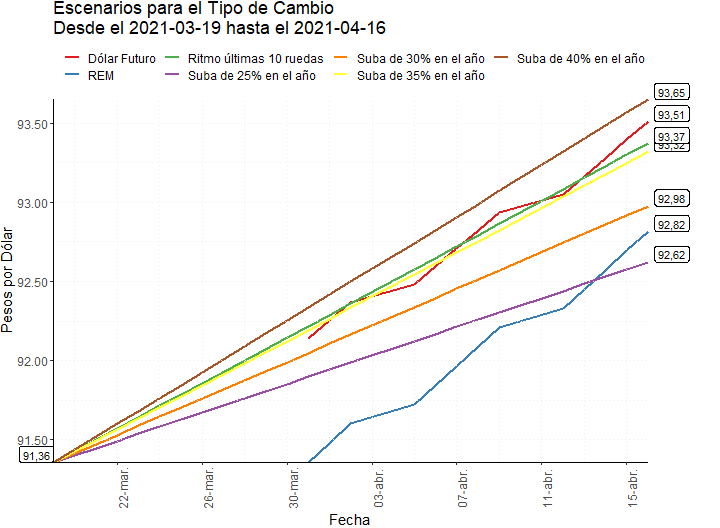 Escenarios para el Tipo de Cambio
Desde el 2021-03-19 hasta el 2021-04-16
Dólar Futuro
Ritmo últimas 10 ruedas
Suba de 30% en el año
Suba de 40% en el año
REM
Suba de 25% en el año
Suba de 35% en el año
93,65
93,51
93,37
93,32
92,98
92,82
92,62
91,36
93.50
93.00
92.50
92.00
91.50
Pesos por Dólar
22-mar.
26-mar.
30-mar.
03-abr.
07-abr.
11-abr.
15-abr.
Fecha